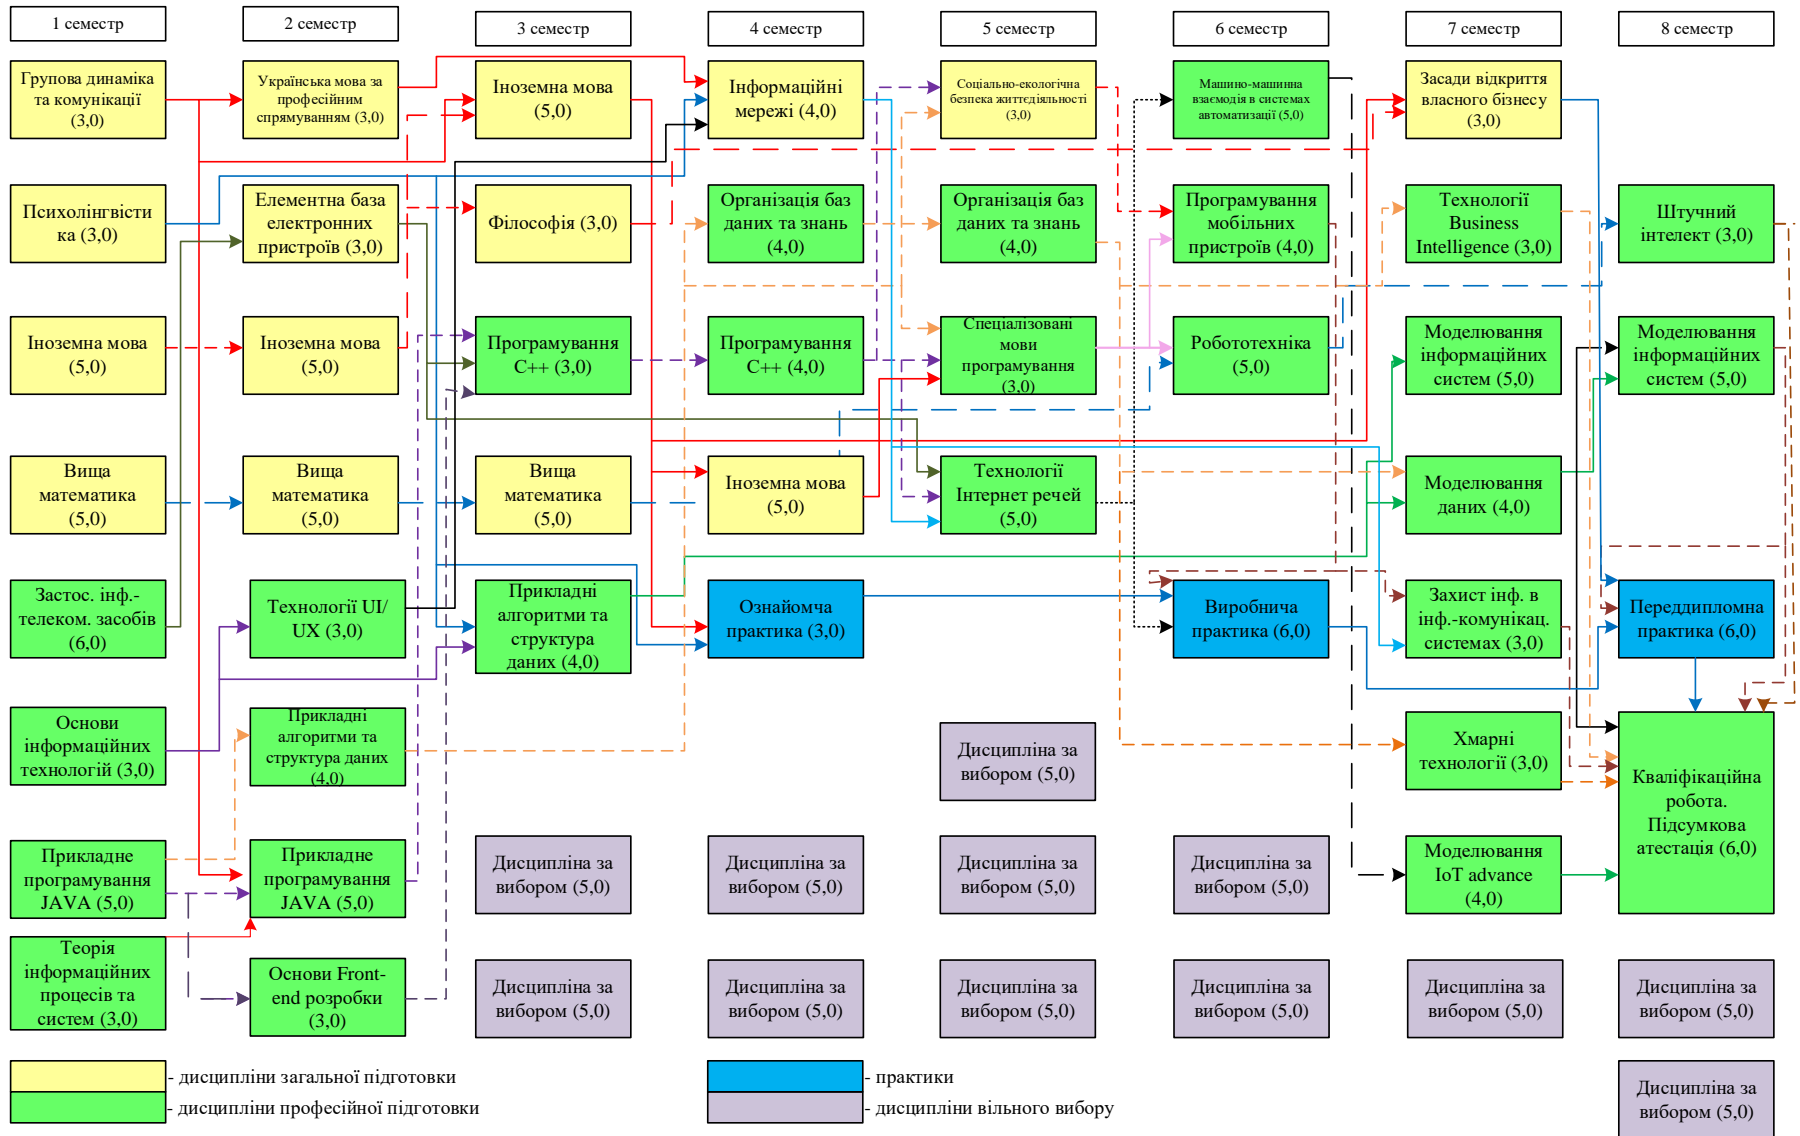 1 семестр
2 семестр
3 семестр
4 семестр
5 семестр
6 семестр
7 семестр
8 семестр
Групова динаміка
та комунікації
(3,0)
Українська мова за
професійним
спрямуванням (3,0)
Іноземна мова
(5,0)
Інформаційні
мережі (4,0)
Соціально-екологічна
безпека життєдіяльності
(3,0)
Машино-машинна
взаємодія в системах
автоматизації (5,0)
Засади відкриття
власного бізнесу
(3,0)
Психолінгвісти
ка (3,0)
Елементна база
електронних
пристроїв (3,0)
Філософія (3,0)
Організація баз
даних та знань
(4,0)
Організація баз
даних та знань
(4,0)
Програмування
мобільних
пристроїв (4,0)
Технології
Business
Intelligence (3,0)
Штучний
інтелект (3,0)
Іноземна мова
(5,0)
Іноземна мова
(5,0)
Програмування
С++ (3,0)
Програмування
С++ (4,0)
Спеціалізовані
мови
програмування
(3,0)
Робототехніка
(5,0)
Моделювання
інформаційних
систем (5,0)
Моделювання
інформаційних
систем (5,0)
Вища
математика
(5,0)
Вища
математика
(5,0)
Вища
математика
(5,0)
Іноземна мова
(5,0)
Технології
Інтернет речей
(5,0)
Моделювання
даних (4,0)
Застос. інф.-
телеком. засобів
(6,0)
Технології UI/
UX (3,0)
Прикладні
алгоритми та
структура
даних (4,0)
Ознайомча
практика (3,0)
Виробнича
практика (6,0)
Захист інф. в
інф.-комунікац.
системах (3,0)
Переддипломна
практика (6,0)
Основи
інформаційних
технологій (3,0)
Прикладні
алгоритми та
структура даних
(4,0)
Дисципліна за
вибором (5,0)
Хмарні
технології (3,0)
Кваліфікаційна
робота.
Підсумкова
атестація (6,0)
Прикладне
програмування
JAVA (5,0)
Прикладне
програмування
JAVA (5,0)
Дисципліна за
вибором (5,0)
Дисципліна за
вибором (5,0)
Дисципліна за
вибором (5,0)
Дисципліна за
вибором (5,0)
Моделювання
IoT advance
(4,0)
Теорія
інформаційних
процесів та
систем (3,0)
Основи Front-
end розробки
(3,0)
Дисципліна за
вибором (5,0)
Дисципліна за
вибором (5,0)
Дисципліна за
вибором (5,0)
Дисципліна за
вибором (5,0)
Дисципліна за
вибором (5,0)
Дисципліна за
вибором (5,0)
Дисципліна за
вибором (5,0)
- дисципліни загальної підготовки
- дисципліни професійної підготовки
- практики
- дисципліни вільного вибору